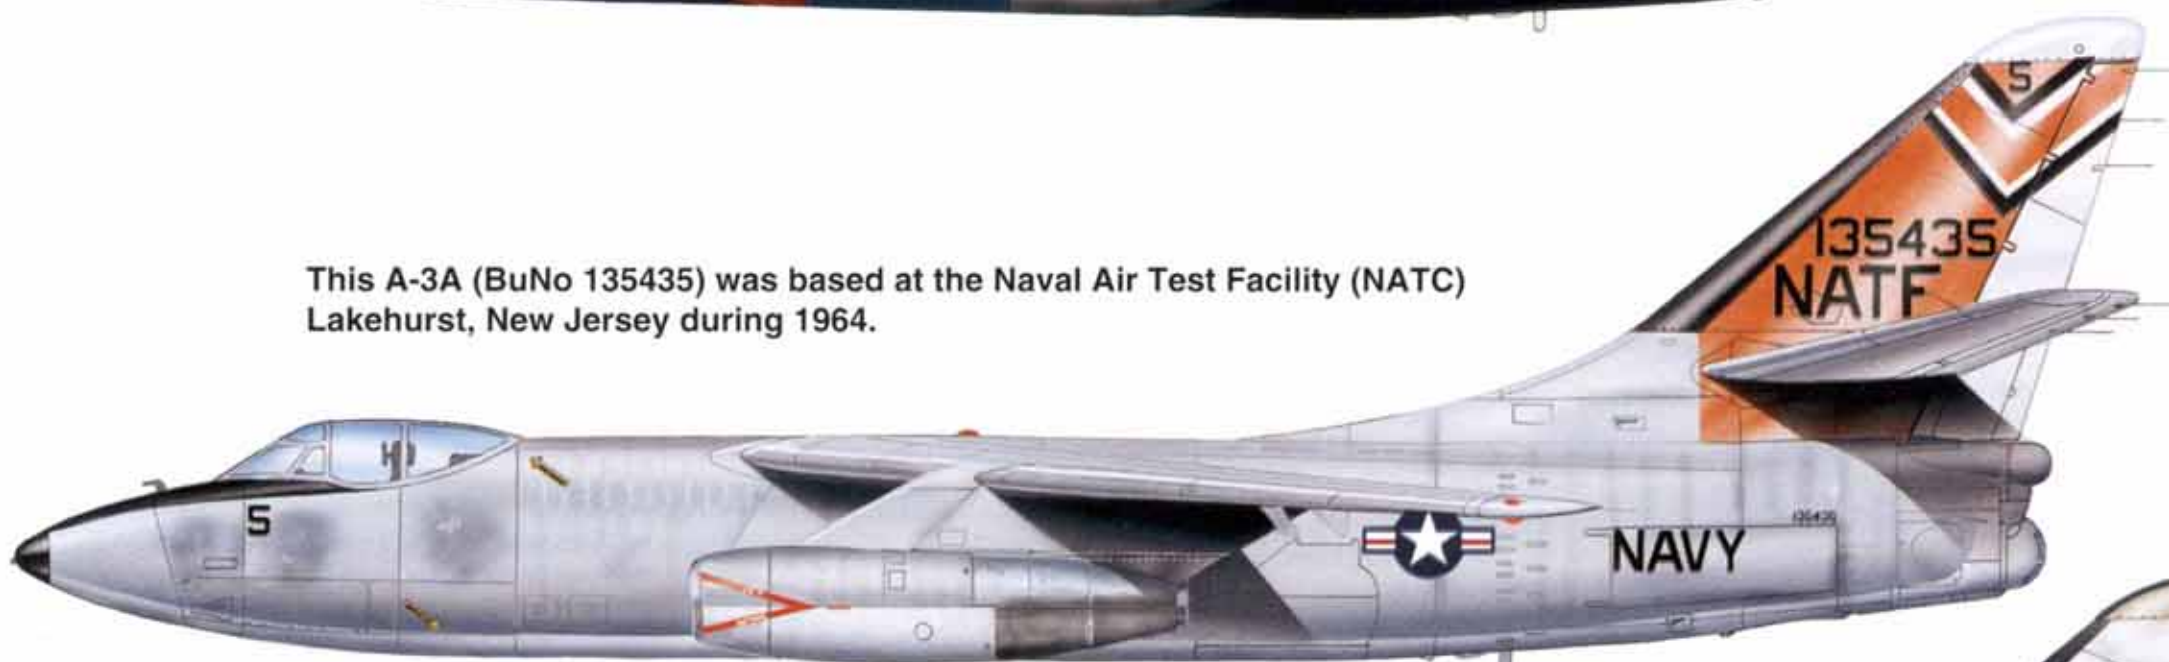 5
135435
NATF
This A-3A (BuNo 135435) was based at the Naval Air Test Facility (NATC)
Lakehurst, New Jersey during 1964.
5
135435
NAVY